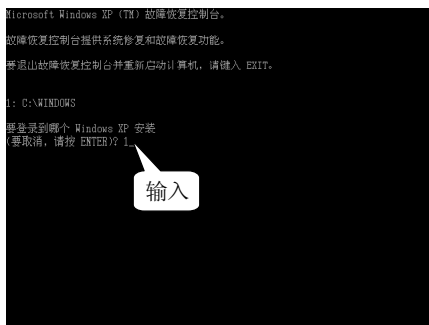 Microsoft Windows XP (TM) 故障恢复控制台。
故障恢复控制台提供系统修复和故障恢复功能。
要退出故障恢复控制台并重新启动计算机，请键入 EXIT。
1: C:\WINDOWS
要登录到哪个 Windows XP 安装
(要取消，请按 ENTER)? 1_
输入